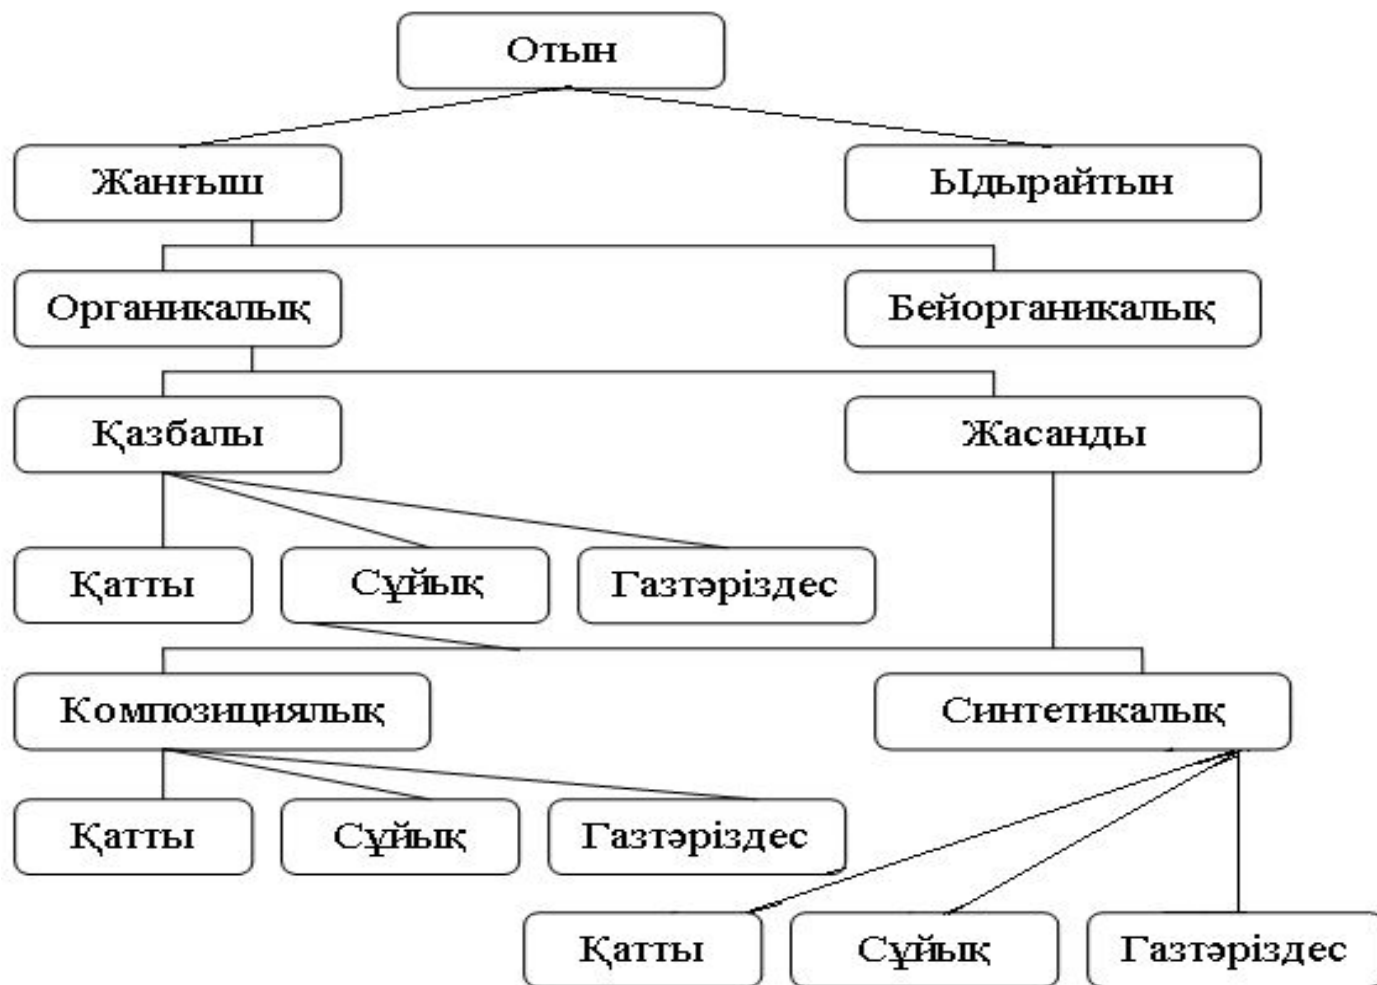 Отын
Жанғыш
Ыдырайтын
Органикалық
Бейорганикалық
Қазбалы
Жасанды
Қатты
Сұйық
Газтәріздес
Композициялық
Синтетикалық
Қатты
Сұйық
Газтәріздес
Қатты
Сұйық
Газтәріздес